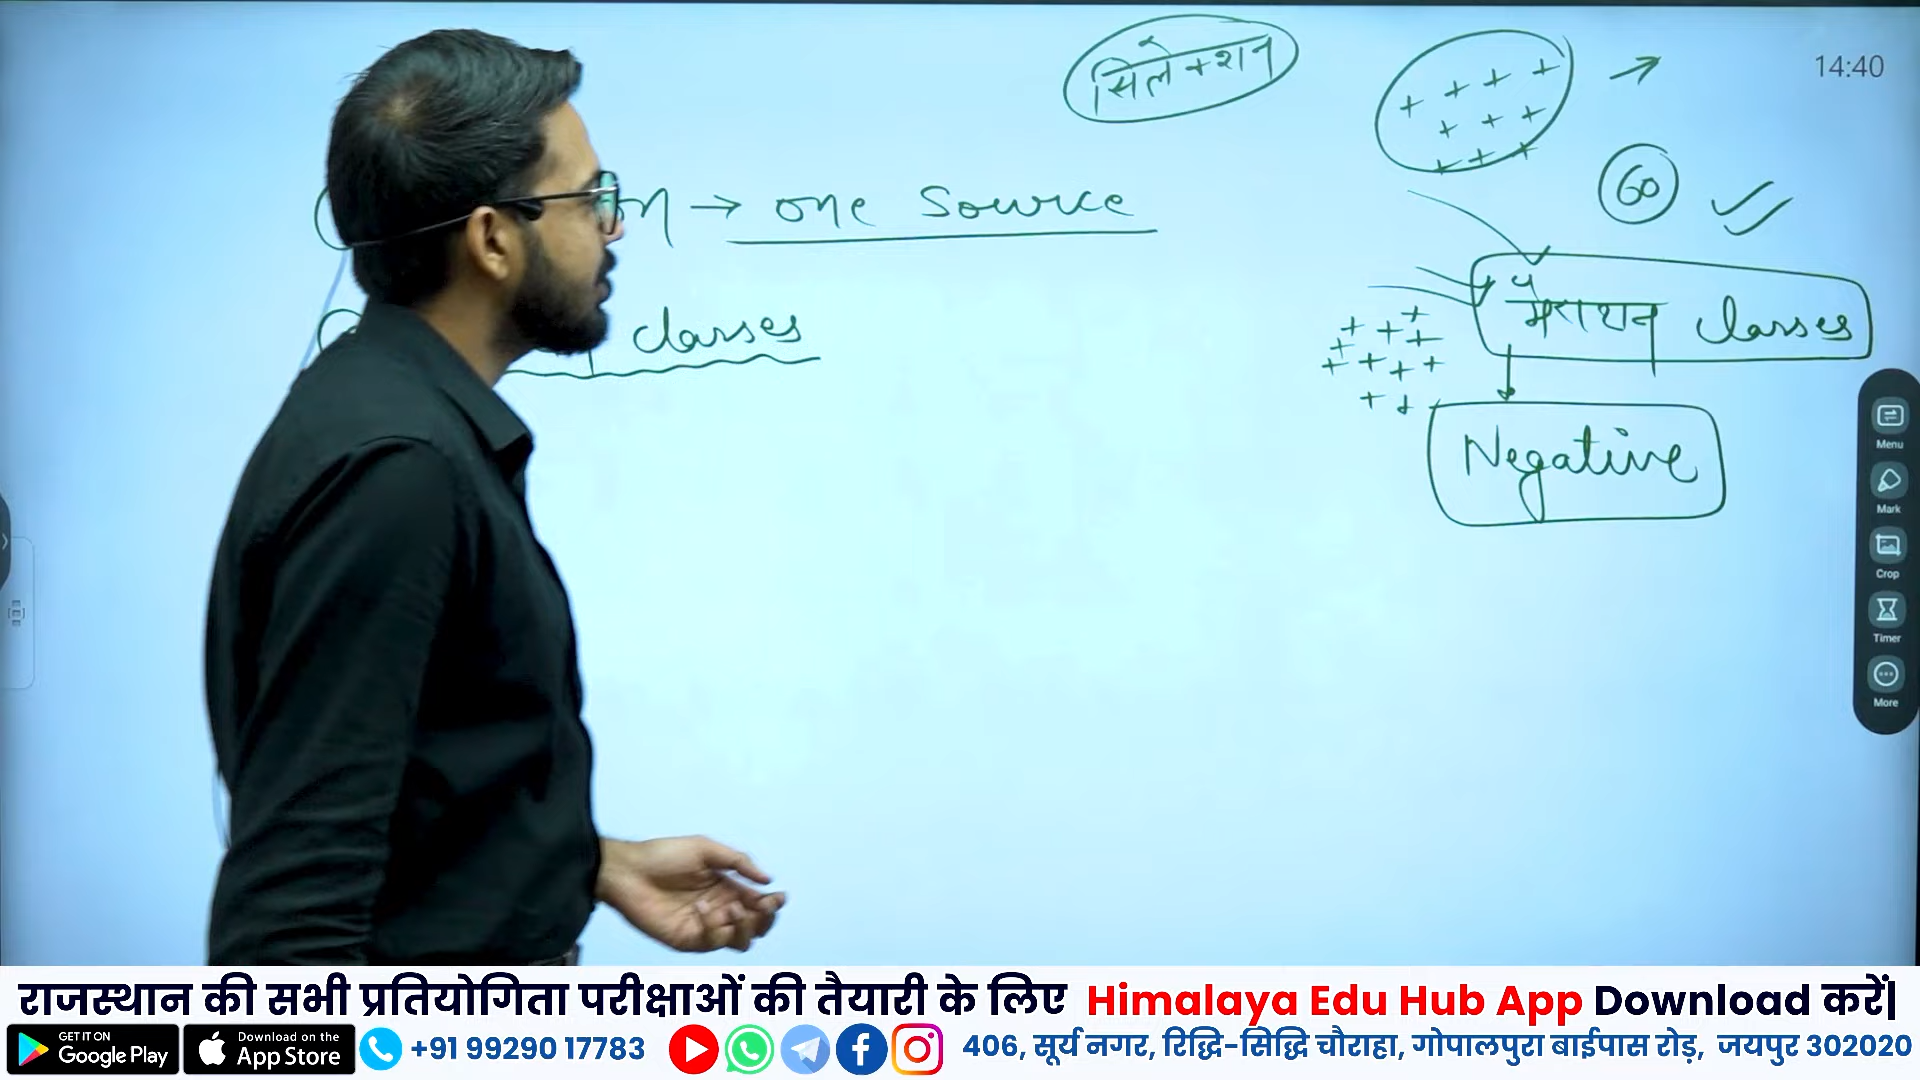 सिलेक्शन
14:40
60
→ one Source
मैराथन classes
classes
Negative
Menu
Mark
Crop
Timer
More
राजस्थान की सभी प्रतियोगिता परीक्षाओं की तैयारी के लिए Himalaya Edu Hub App Download करें|
GET IT ON Google Play Download on the App Store +91 99290 17783 406, सूर्य नगर, रिद्धि-सिद्धि चौराहा, गोपालपुरा बाईपास रोड़, जयपुर 302020